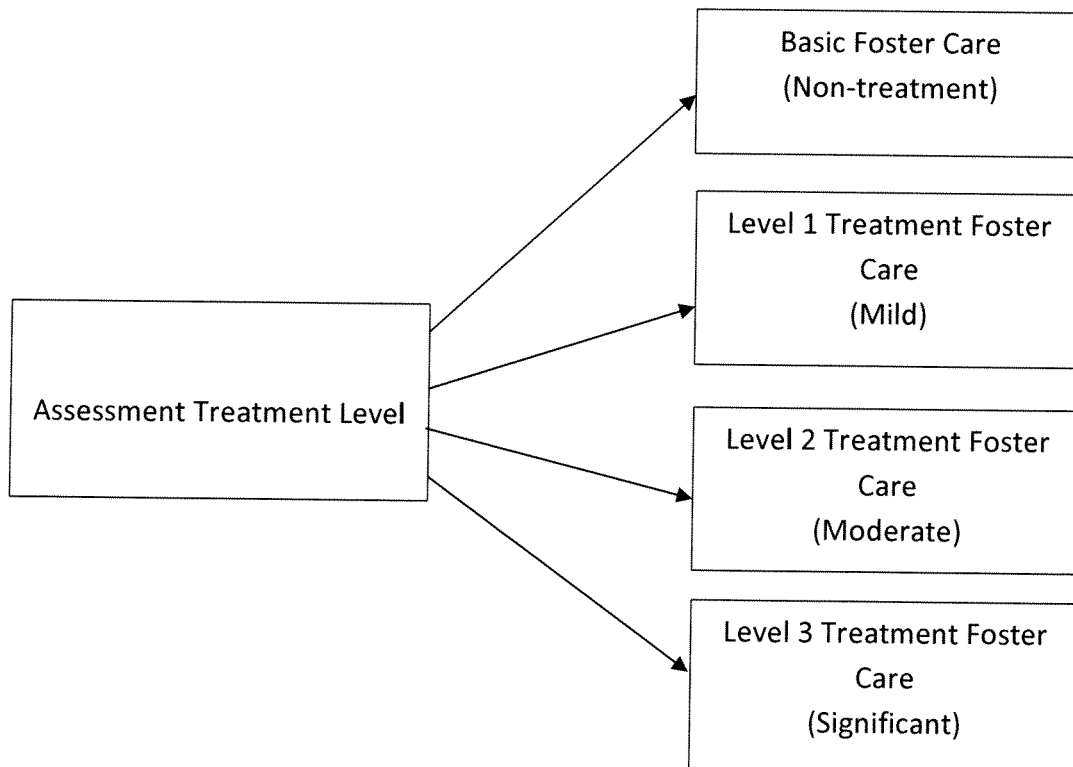 Basic Foster Care
(Non-treatment)
Level 1 Treatment Foster
Care
(Mild)
Assessment Treatment Level
Level 2 Treatment Foster
Care
(Moderate)
Level 3 Treatment Foster
Care
(Significant)